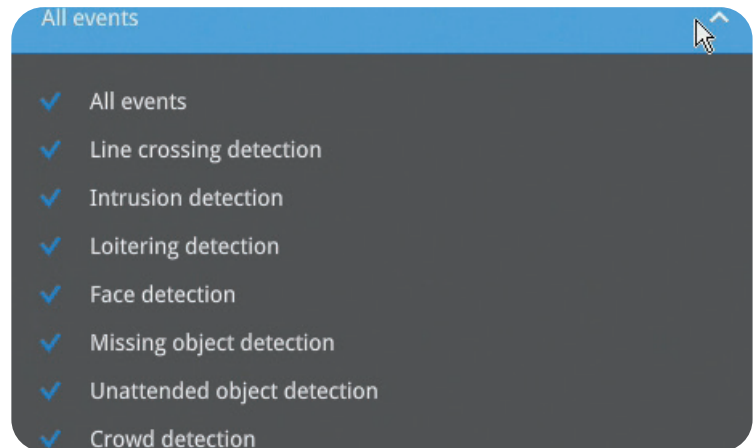 All events
All events
Line crossing detection
Intrusion detection
Loitering detection
Face detection
Missing object detection
Unattended object detection
Crowd detection